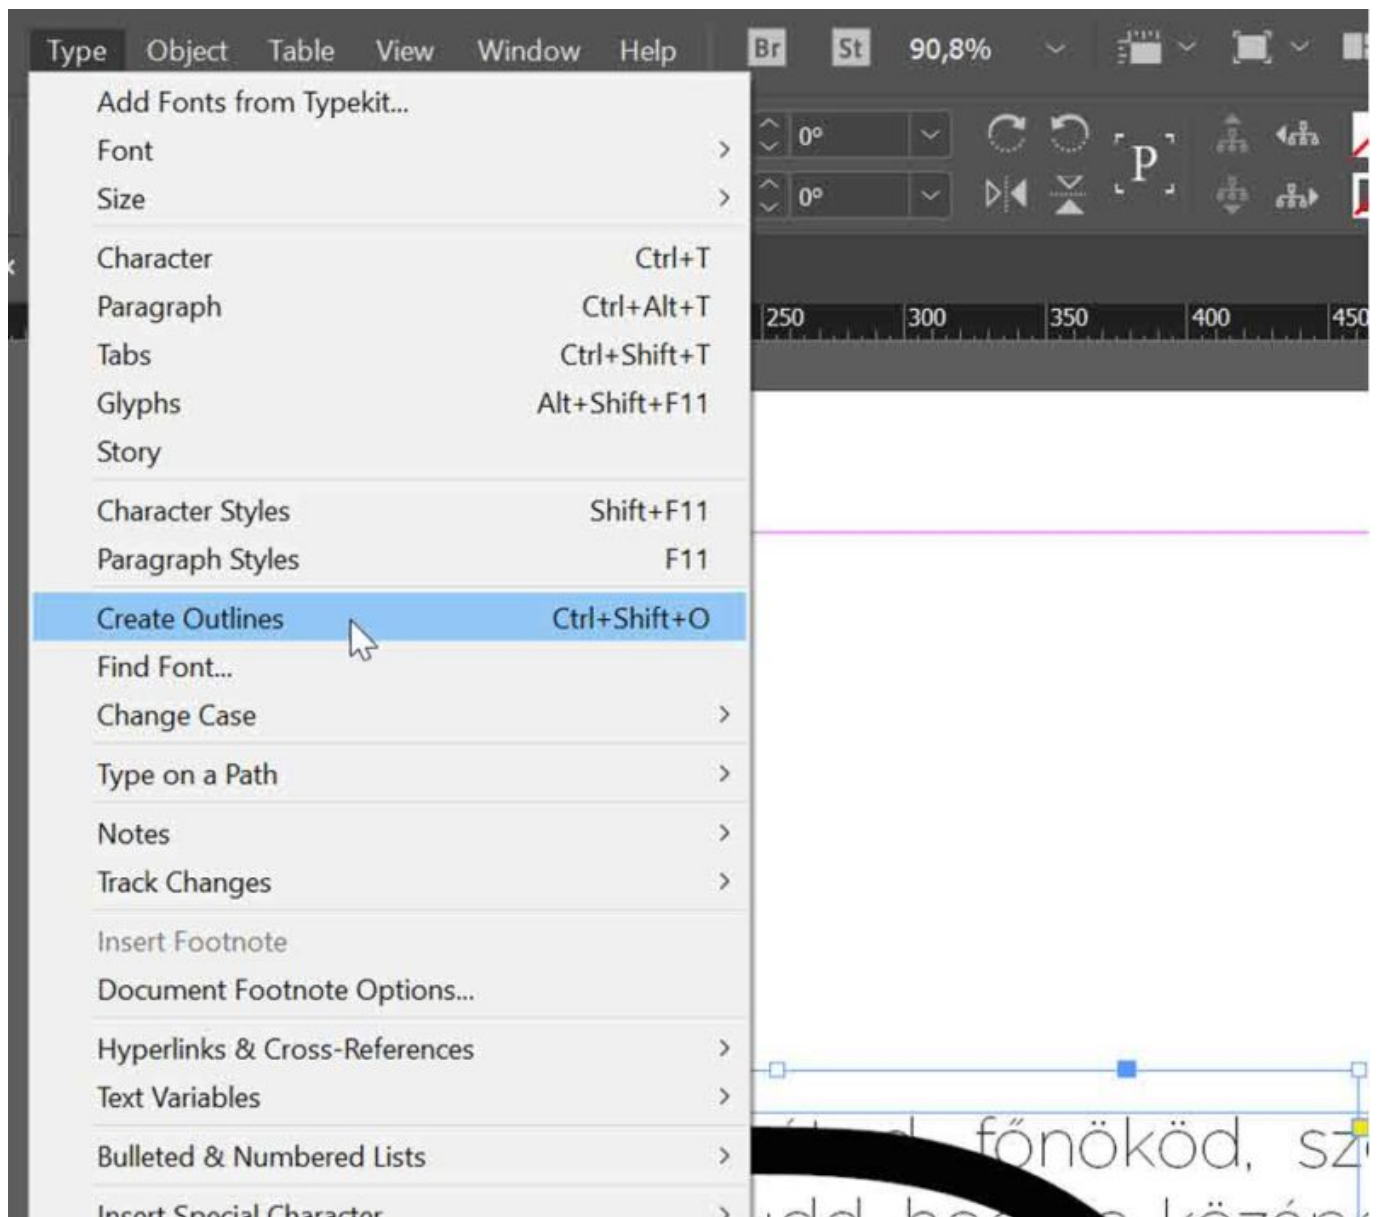 Type Object Table View Window Help Br St 90,8%
Add Fonts from Typekit...
Font
Size
0°
0°
P
Character Ctrl+T
Paragraph Ctrl+Alt+T
Tabs Ctrl+Shift+T
Glyphs Alt+Shift+F11
Story
250 300 350 400 450
Character Styles Shift+F11
Paragraph Styles F11
Create Outlines Ctrl+Shift+O
Find Font...
Change Case
Type on a Path
Notes
Track Changes
Insert Footnote
Document Footnote Options...
Hyperlinks & Cross-References
Text Variables
Bulleted & Numbered Lists
főnököd,
Insert Special Character